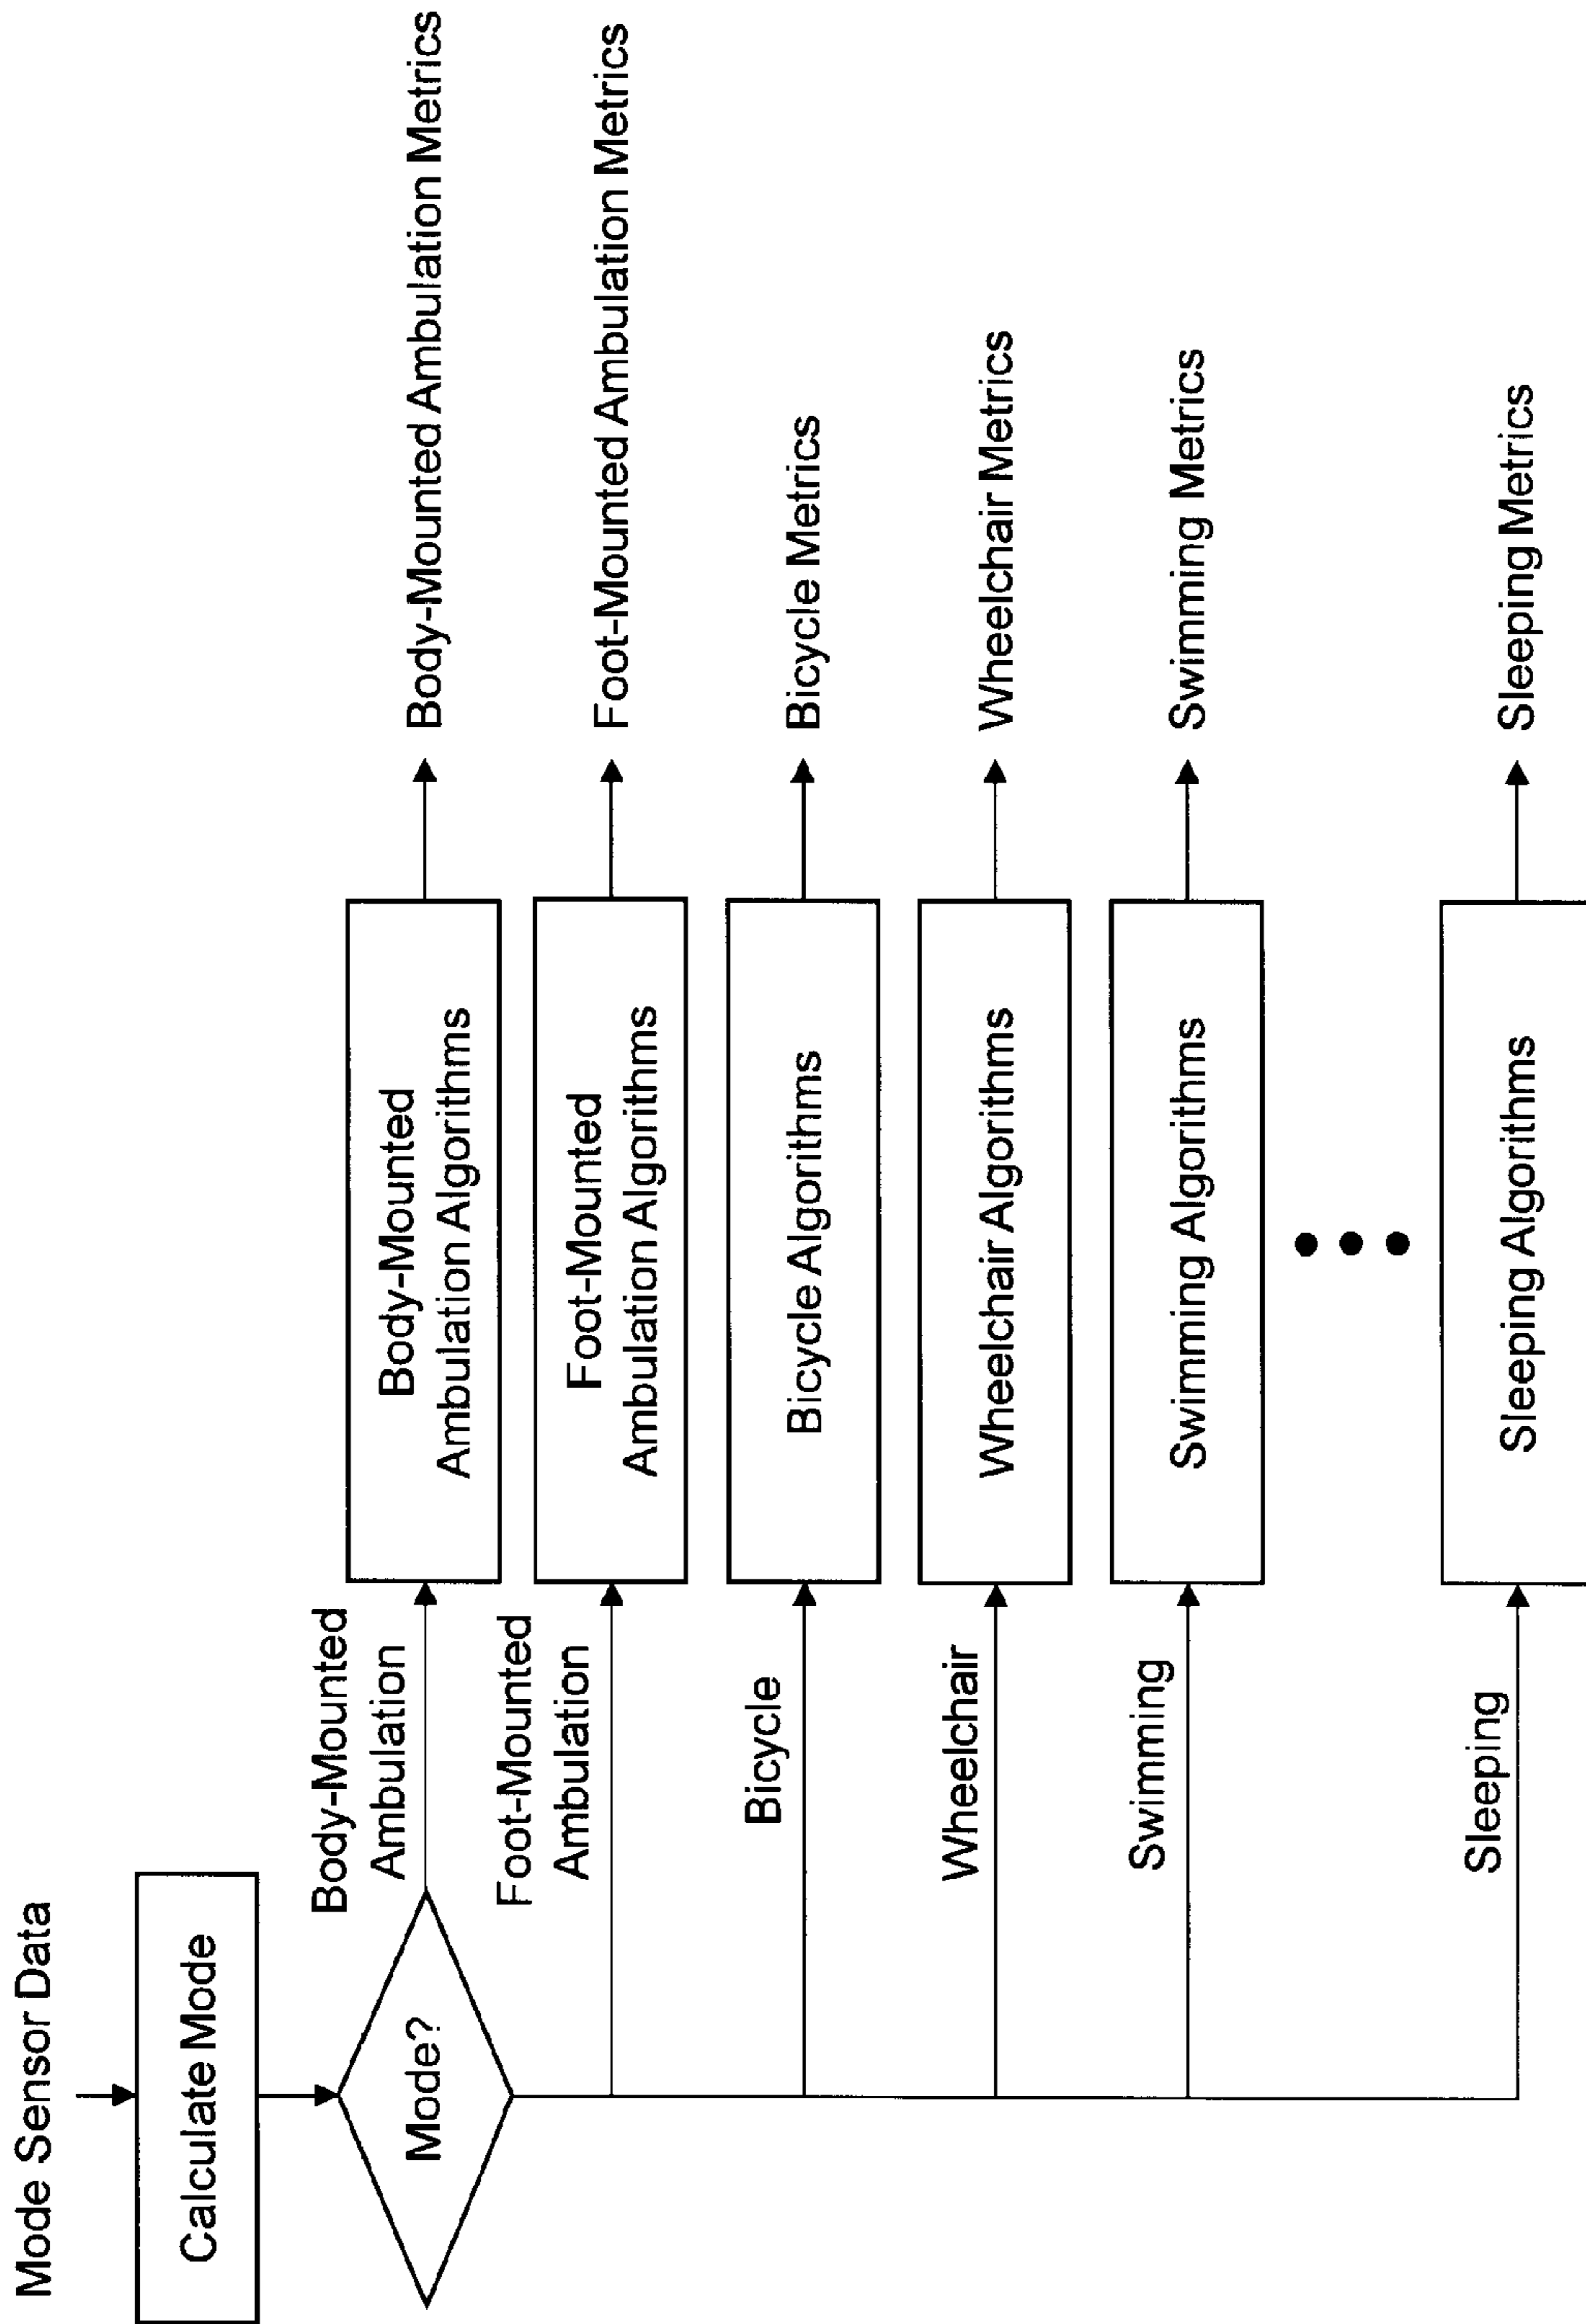 Mode Sensor Data
Calculate Mode
Mode?
Body-Mounted
Ambulation
Body-Mounted
Ambulation Algorithms
Body-Mounted Ambulation Metrics
Foot-Mounted
Ambulation
Foot-Mounted
Ambulation Algorithms
Foot-Mounted Ambulation Metrics
Bicycle
Bicycle Algorithms
Bicycle Metrics
Wheelchair
Wheelchair Algorithms
Wheelchair Metrics
Swimming
Swimming Algorithms
Swimming Metrics
Sleeping
Sleeping Algorithms
Sleeping Metrics